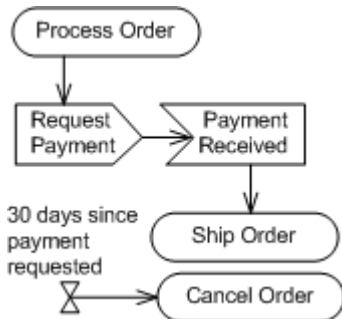 Process Order
Request
Payment
Payment
Received
30 days since
payment
requested
Ship Order
Cancel Order